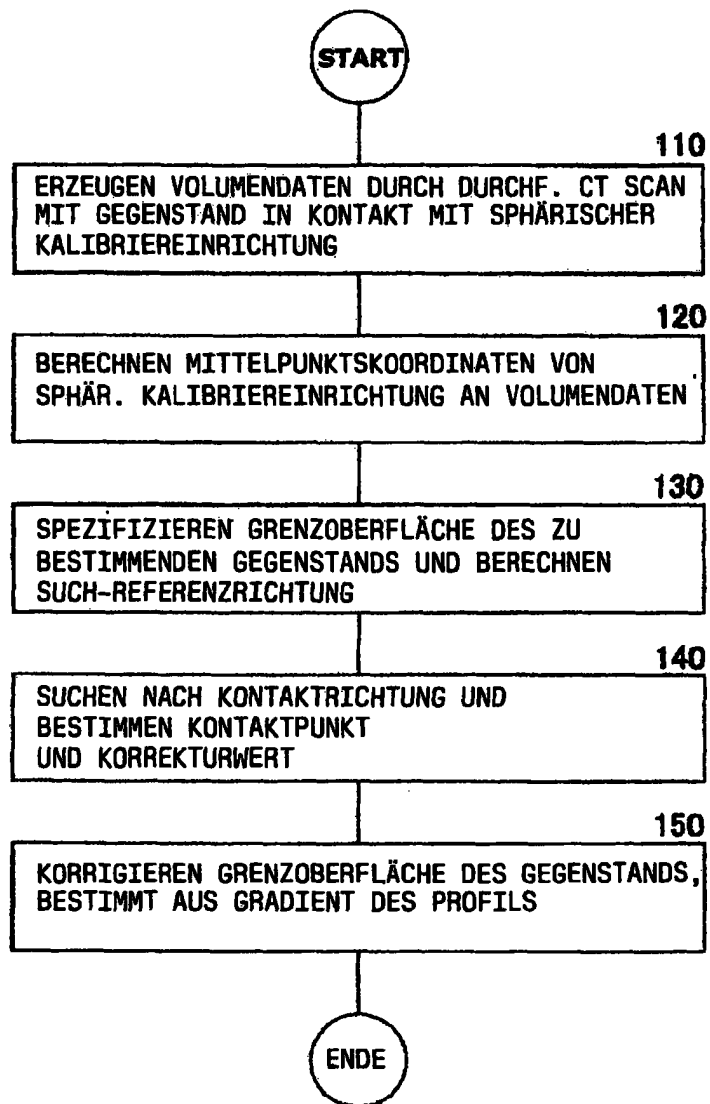 START
110
ERZEUGEN VOLUMENDATEN DURCH DURCHF. CT SCAN
MIT GEGENSTAND IN KONTAKT MIT SPHÄRISCHER
KALIBRIEREINRICHTUNG
120
BERECHNEN MITTELPUNKTSKOORDINATEN VON
SPHÄR. KALIBRIEREINRICHTUNG AN VOLUMENDATEN
130
SPEZIFIZIEREN GRENZOBERFLÄCHE DES ZU
BESTIMMENDEN GEGENSTANDS UND BERECHNEN
SUCH-REFERENZRICHTUNG
140
SUCHEN NACH KONTAKTRICHTUNG UND
BESTIMMEN KONTAKTPUNKT
UND KORREKTURWERT
150
KORRIGIEREN GRENZOBERFLÄCHE DES GEGENSTANDS,
BESTIMMT AUS GRADIENT DES PROFILS
ENDE